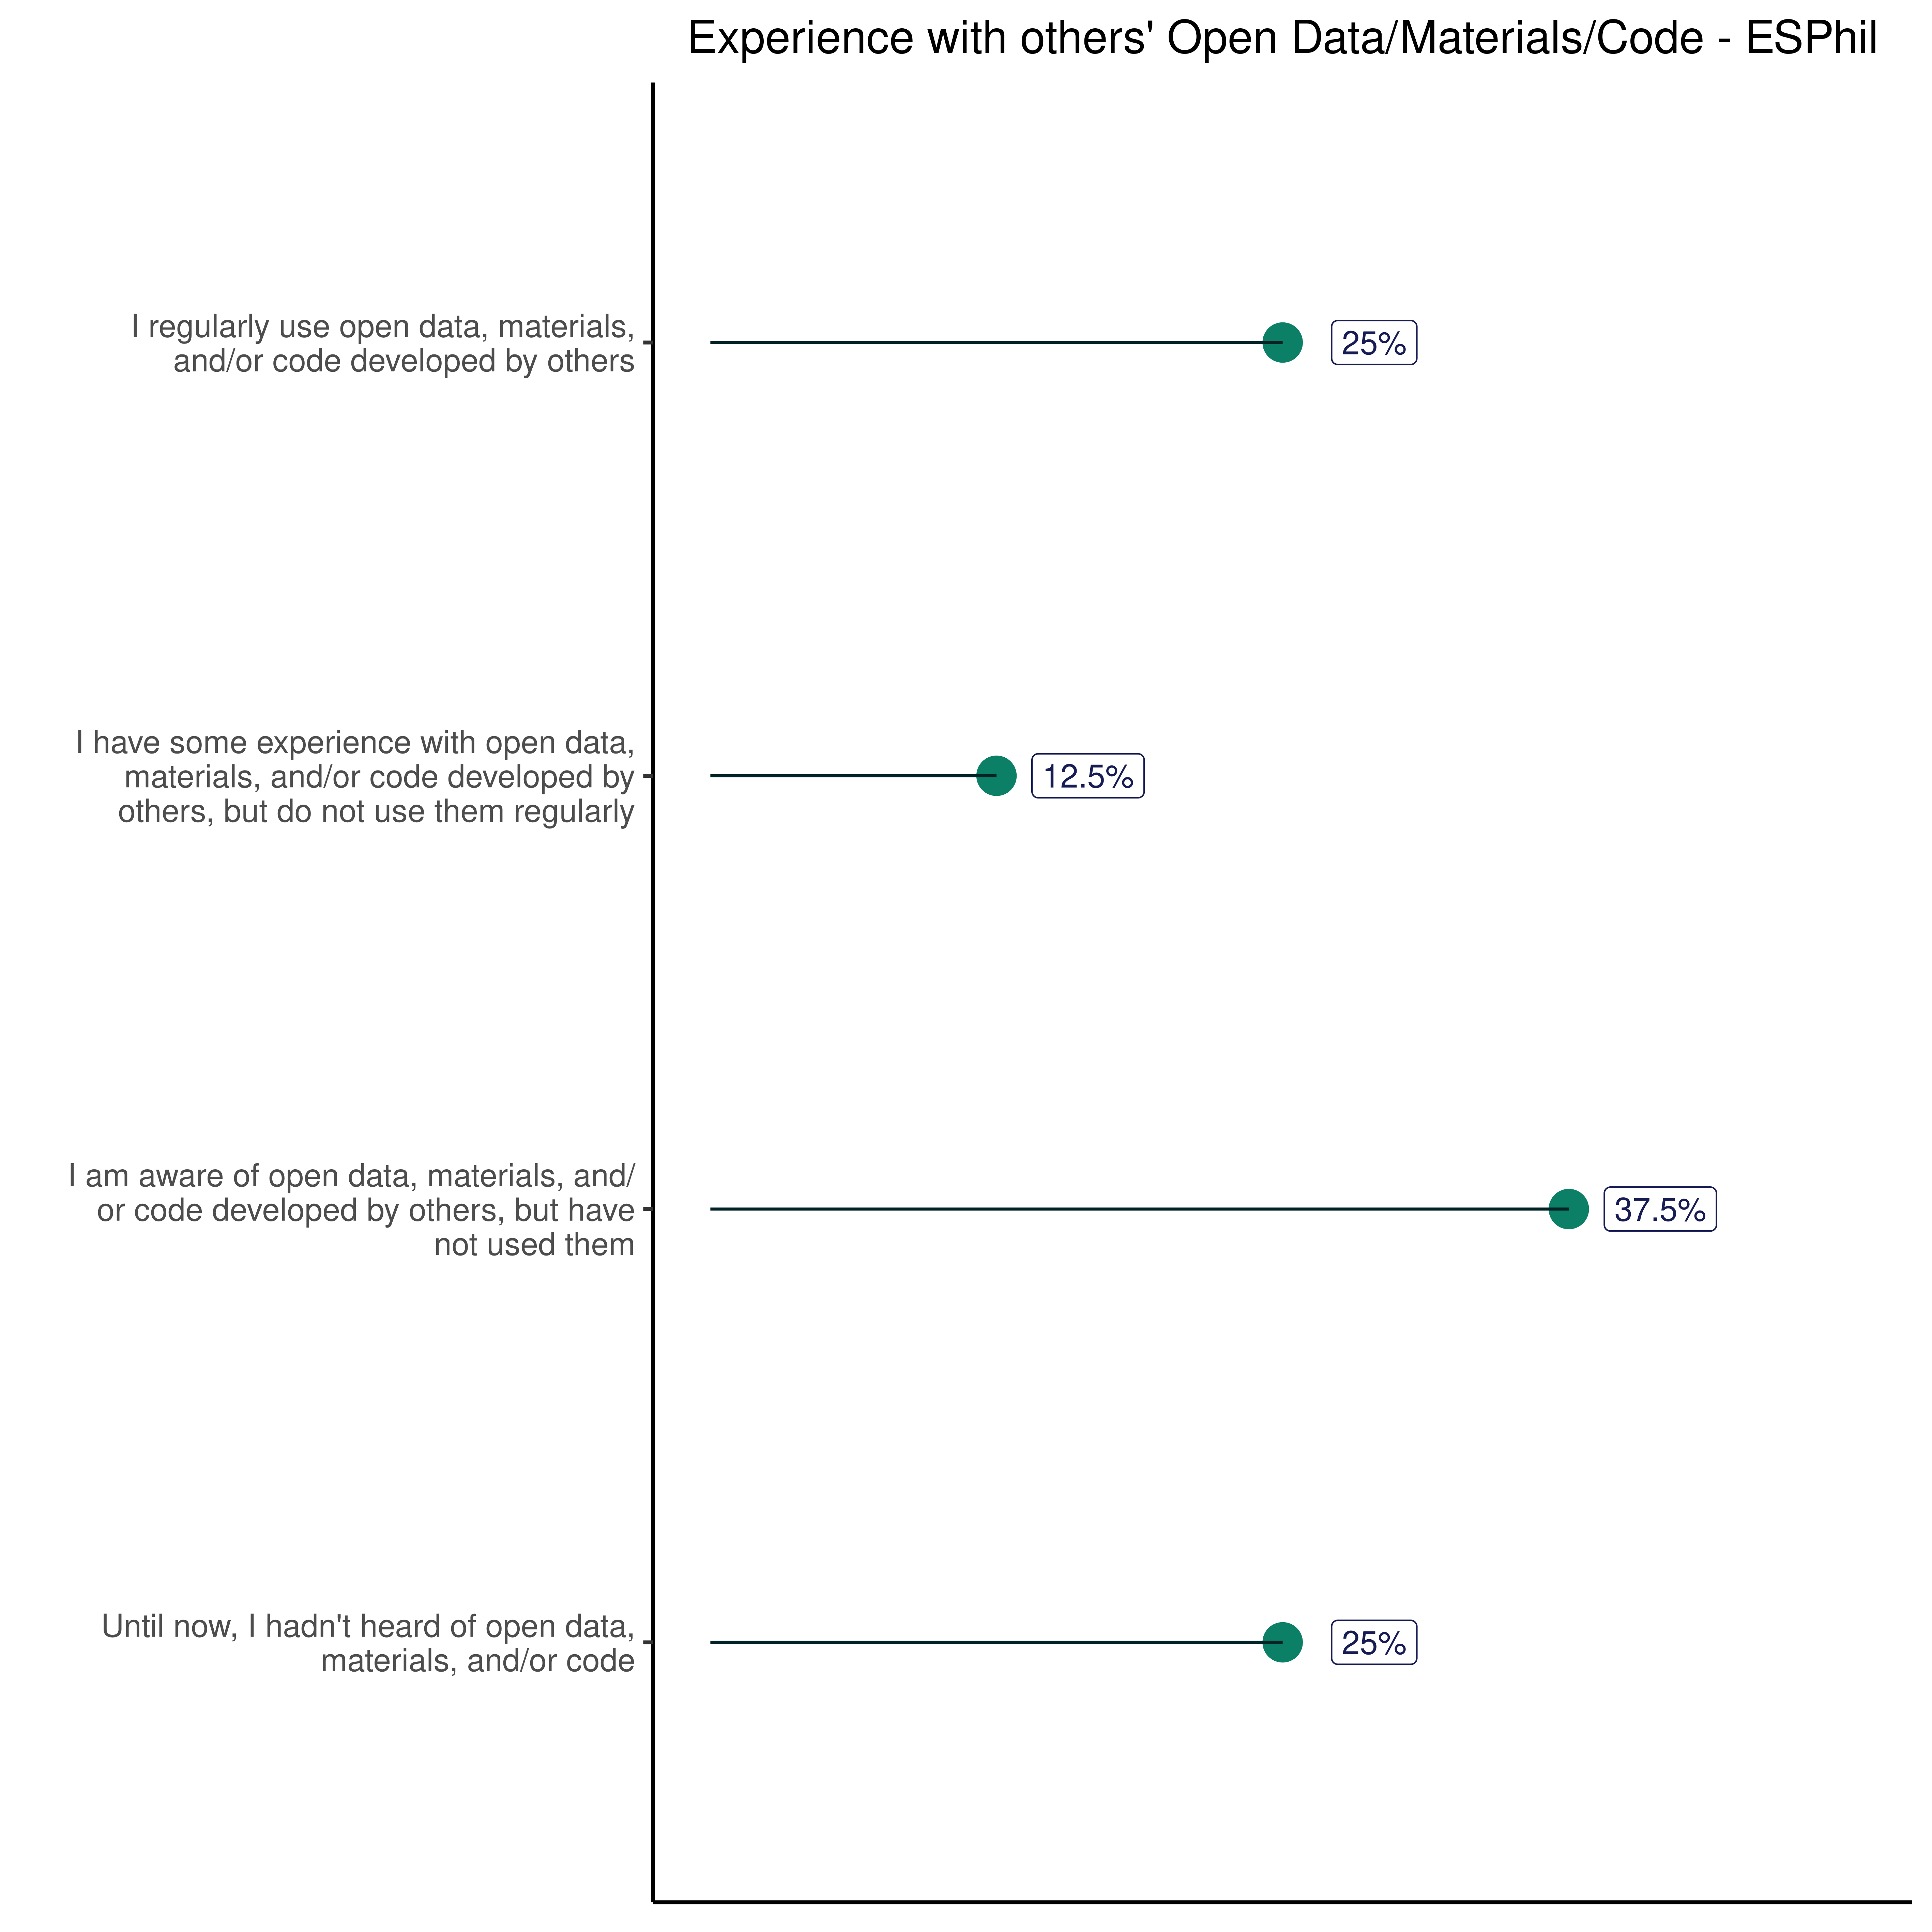 Experience with others' Open Data/Materials/Code - ESPhil
I regularly use open data, materials,
and/or code developed by others
25%
I have some experience with open data,
materials, and/or code developed by
others, but do not use them regularly
12.5%
I am aware of open data, materials, and/
or code developed by others, but have
not used them
37.5%
Until now, I hadn't heard of open data,
materials, and/or code
25%